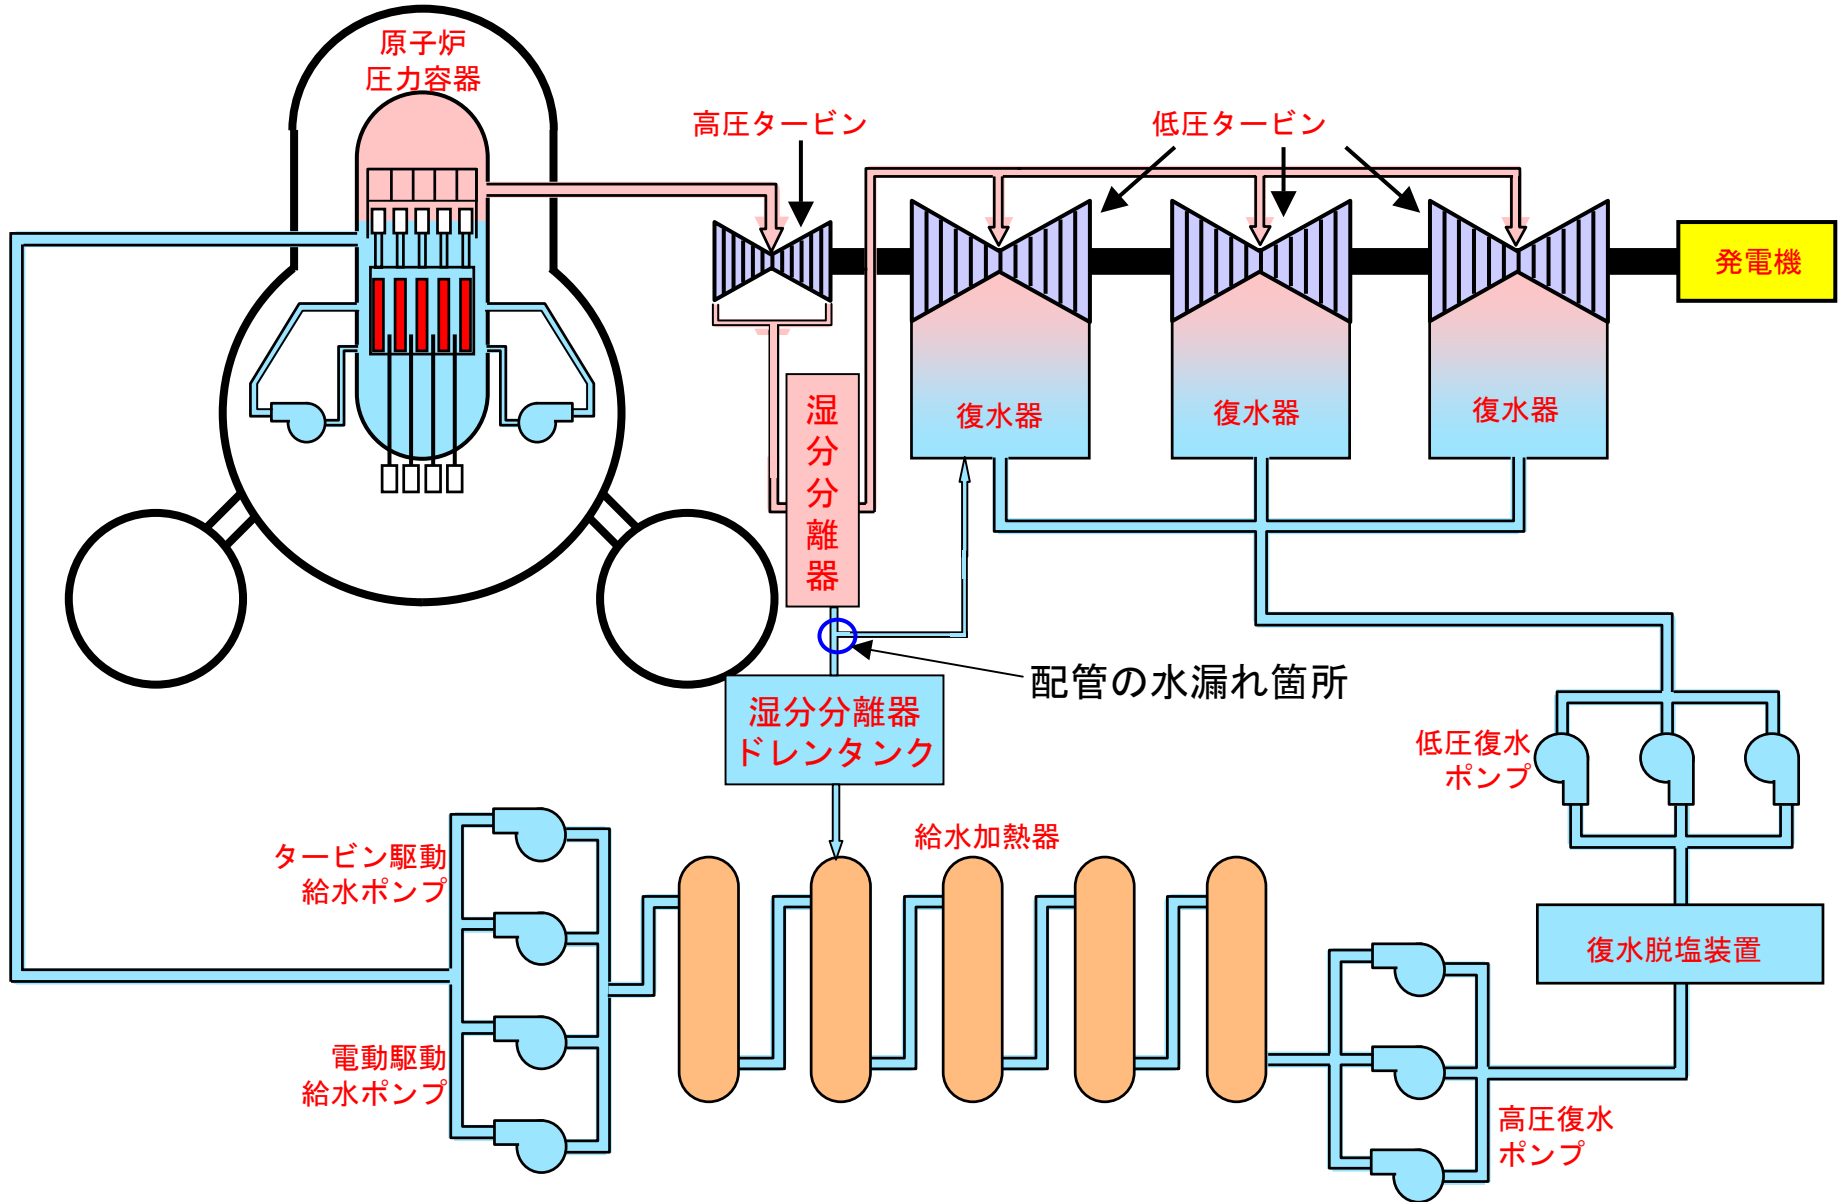 原子炉
圧力容器
高圧タービン
低圧タービン
発電機
湿
分
分
離
器
復水器
復水器
復水器
配管の水漏れ箇所
湿分分離器
ドレンタンク
低圧復水
ポンプ
給水加熱器
タービン駆動
給水ポンプ
復水脱塩装置
電動駆動
給水ポンプ
高圧復水
ポンプ